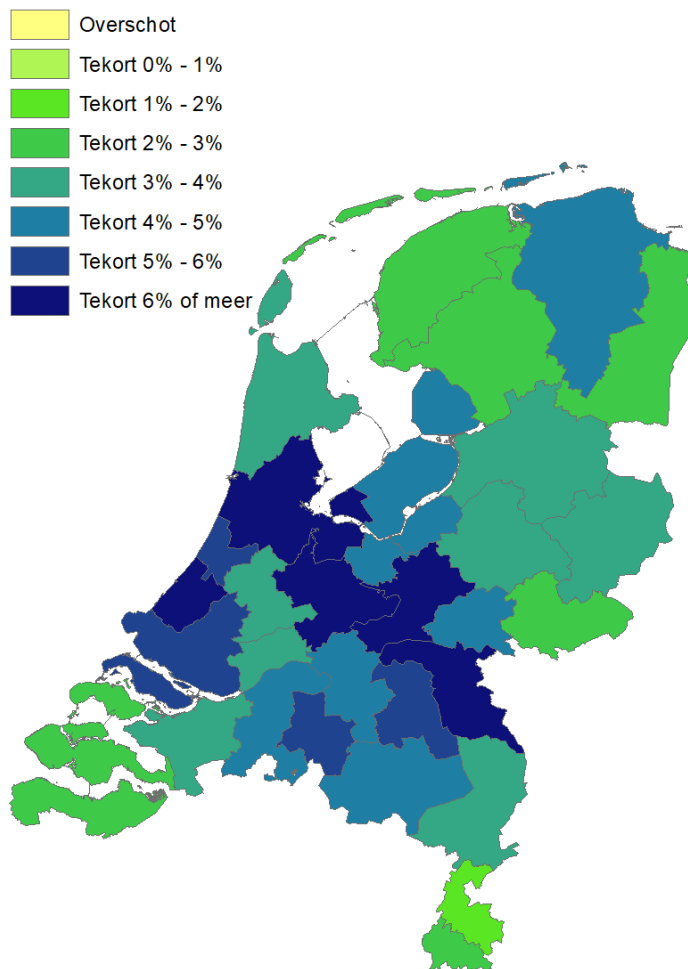 Overschot
Tekort 0% - 1%
Tekort 1% - 2%
Tekort 2% - 3%
Tekort 3% - 4%
Tekort 4% - 5%
Tekort 5% - 6%
Tekort 6% of meer